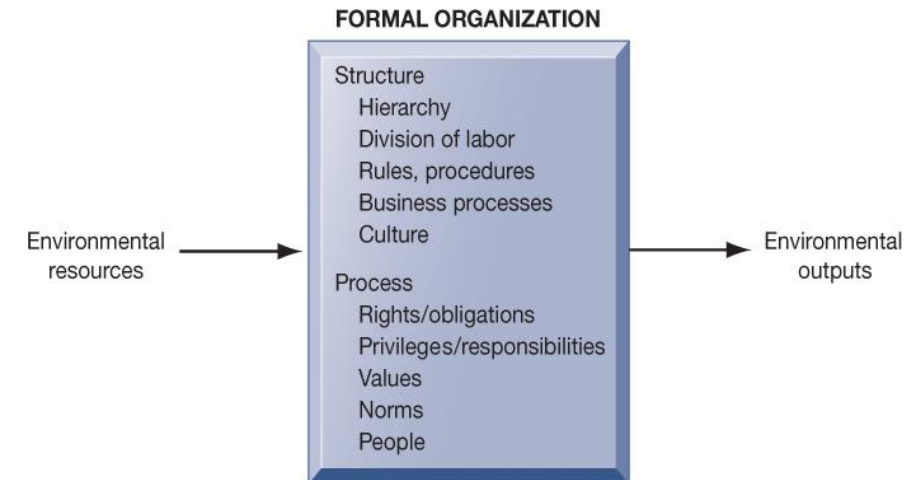 FORMAL ORGANIZATION
Structure
Hierarchy
Division of labor
Rules, procedures
Business processes
Culture
Environmental
resources
Environmental
outputs
Process
Rights/obligations
Privileges/responsibilities
Values
Norms
People